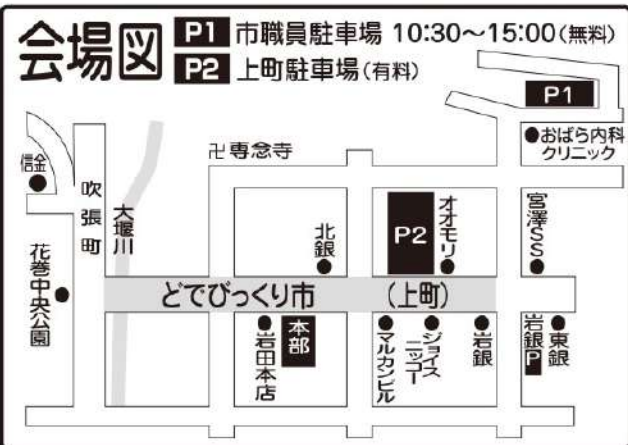 会場図
P1 市職員駐車場 10:30～15:00(無料)
P2 上町駐車場(有料)
P1
おばら内科
クリニック
卍専念寺
信金
吹張町
大堰川
花巻中央公園
北銀
P2
オオモリ
宮澤SS
どでびっくり市 (上町)
岩田本店
本部
マルカンビル
ジョイス
ニッコー
岩銀
岩銀P
東銀